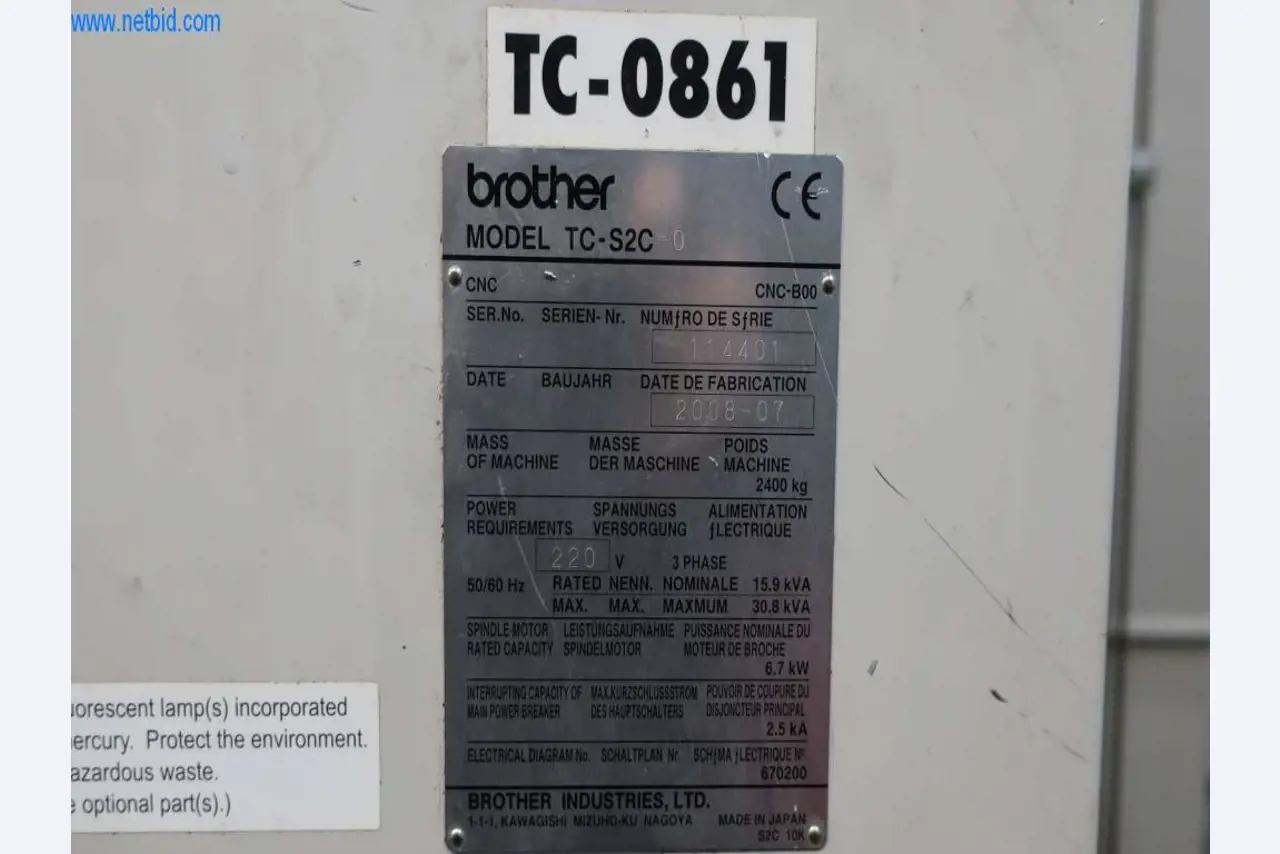 www.netbid.com
TC-0861
brother CE
MODEL TC-S2C-0
CNC CNC-B00
SER.No. SERIEN-Nr. NUMƒRO DE SƒRIE
114401
DATE BAUJAHR DATE DE FABRICATION
2008-07
MASS MASSE POIDS
OF MACHINE DER MASCHINE MACHINE
2400 kg
POWER SPANNUNGS ALIMENTATION
REQUIREMENTS VERSORGUNG ƒLECTRIQUE
220 V 3 PHASE
50/60 Hz RATED NENN. NOMINALE 15.9 kVA
MAX. MAX. MAXMUM 30.8 kVA
SPINDLE MOTOR LEISTUNGSAUFNAHME PUISSANCE NOMINALE DU
RATED CAPACITY SPINDELMOTOR MOTEUR DE BROCHE
6.7 kW
INTERRUPTING CAPACITY OF MAX.KURZSCHLUSSSTROM POUVOIR DE COUPURE DU
MAIN POWER BREAKER DES HAUPTSCHALTERS DISJONCTEUR PRINCIPAL
2.5 kA
ELECTRICAL DIAGRAM No. SCHALTPLAN Nr. SCHƒMA ƒLECTRIQUE Nº
670200
BROTHER INDUSTRIES, LTD.
1-1-1, KAWAGISHI MIZUHO-KU NAGOYA MADE IN JAPAN
S2C 10K
uorescent lamp(s) incorporated
ercury. Protect the environment.
azardous waste.
e optional part(s).)